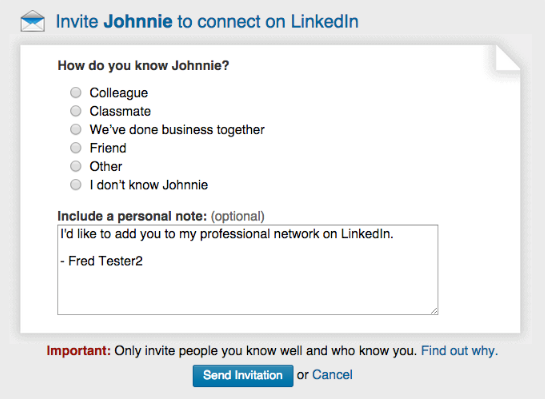 Invite Johnnie to connect on LinkedIn
How do you know Johnnie?
Colleague
Classmate
We've done business together
Friend
Other
I don't know Johnnie
Include a personal note: (optional)
I'd like to add you to my professional network on LinkedIn.
- Fred Tester2
Important: Only invite people you know well and who know you. Find out why.
Send Invitation or Cancel